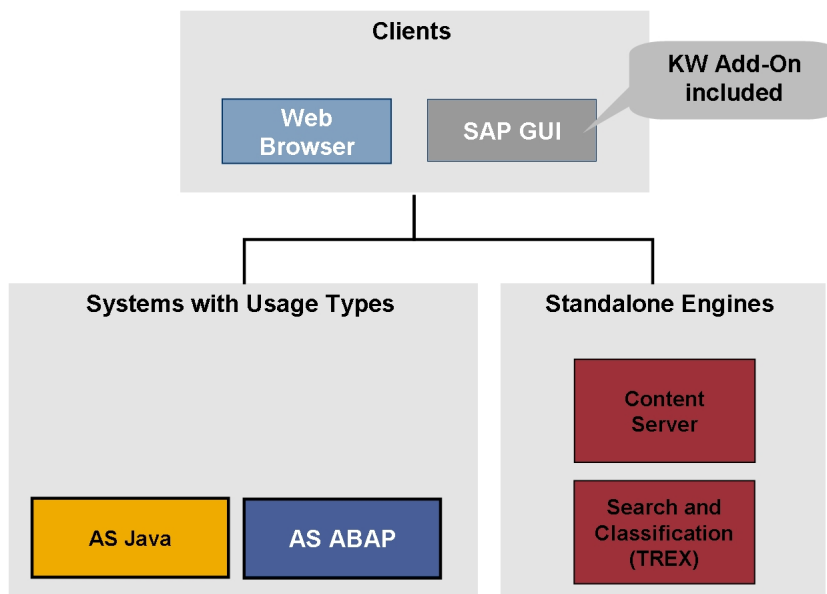 Clients
KW Add-On
included
Web
Browser
SAP GUI
Systems with Usage Types
Standalone Engines
Content
Server
AS Java
AS ABAP
Search and
Classification
(TREX)